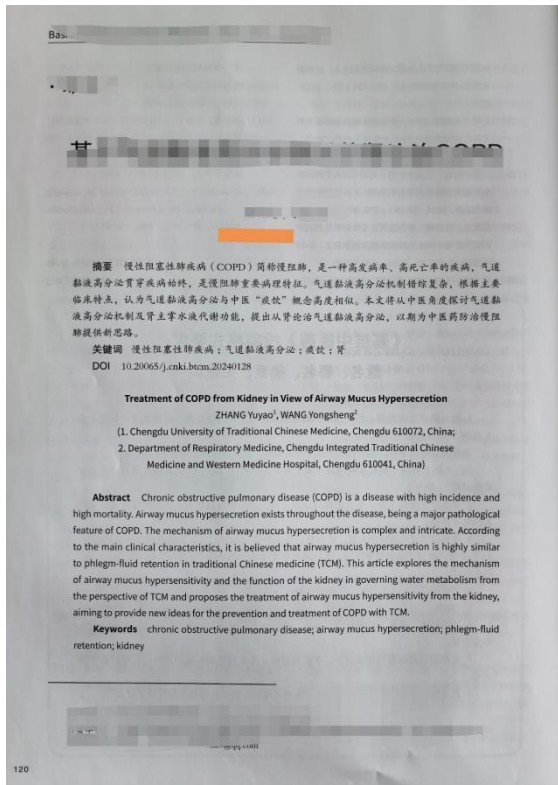 摘要 慢性阻塞性肺疾病（COPD）简称慢阻肺，是一种高发病率、高死亡率的疾病，气道
黏液高分泌贯穿疾病始终，是慢阻肺重要病理特征。气道黏液高分泌机制错综复杂，根据主要
临床特点，认为气道黏液高分泌与中医“痰饮”概念高度相似。本文将从中医角度探讨气道黏
液高分泌机制及肾主掌水液代谢功能，提出从肾论治气道黏液高分泌，以期为中医药防治慢阻
肺提供新思路。
关键词 慢性阻塞性肺疾病；气道黏液高分泌；痰饮；肾
DOI 10.20065/j.cnki.btcm.20240128
Treatment of COPD from Kidney in View of Airway Mucus Hypersecretion
ZHANG Yuyao¹, WANG Yongsheng²
(1. Chengdu University of Traditional Chinese Medicine, Chengdu 610072, China;
2. Department of Respiratory Medicine, Chengdu Integrated Traditional Chinese
Medicine and Western Medicine Hospital, Chengdu 610041, China)
Abstract Chronic obstructive pulmonary disease (COPD) is a disease with high incidence and
high mortality. Airway mucus hypersecretion exists throughout the disease, being a major pathological
feature of COPD. The mechanism of airway mucus hypersecretion is complex and intricate. According
to the main clinical characteristics, it is believed that airway mucus hypersecretion is highly similar
to phlegm-fluid retention in traditional Chinese medicine (TCM). This article explores the mechanism
of airway mucus hypersensitivity and the function of the kidney in governing water metabolism from
the perspective of TCM and proposes the treatment of airway mucus hypersensitivity from the kidney,
aiming to provide new ideas for the prevention and treatment of COPD with TCM.
Keywords chronic obstructive pulmonary disease; airway mucus hypersecretion; phlegm-fluid
retention; kidney
120